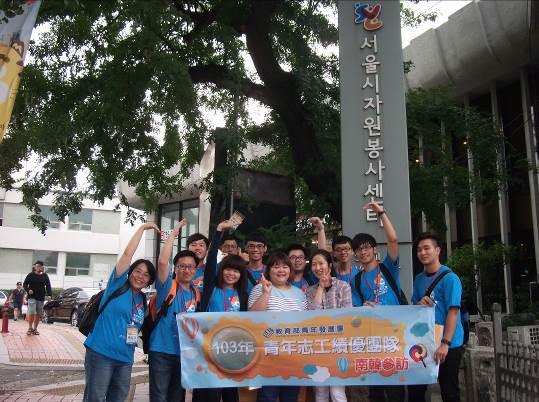 서울시자원봉사센터
教育部青年發展署
103年 青年志工績優團隊
南韓參訪